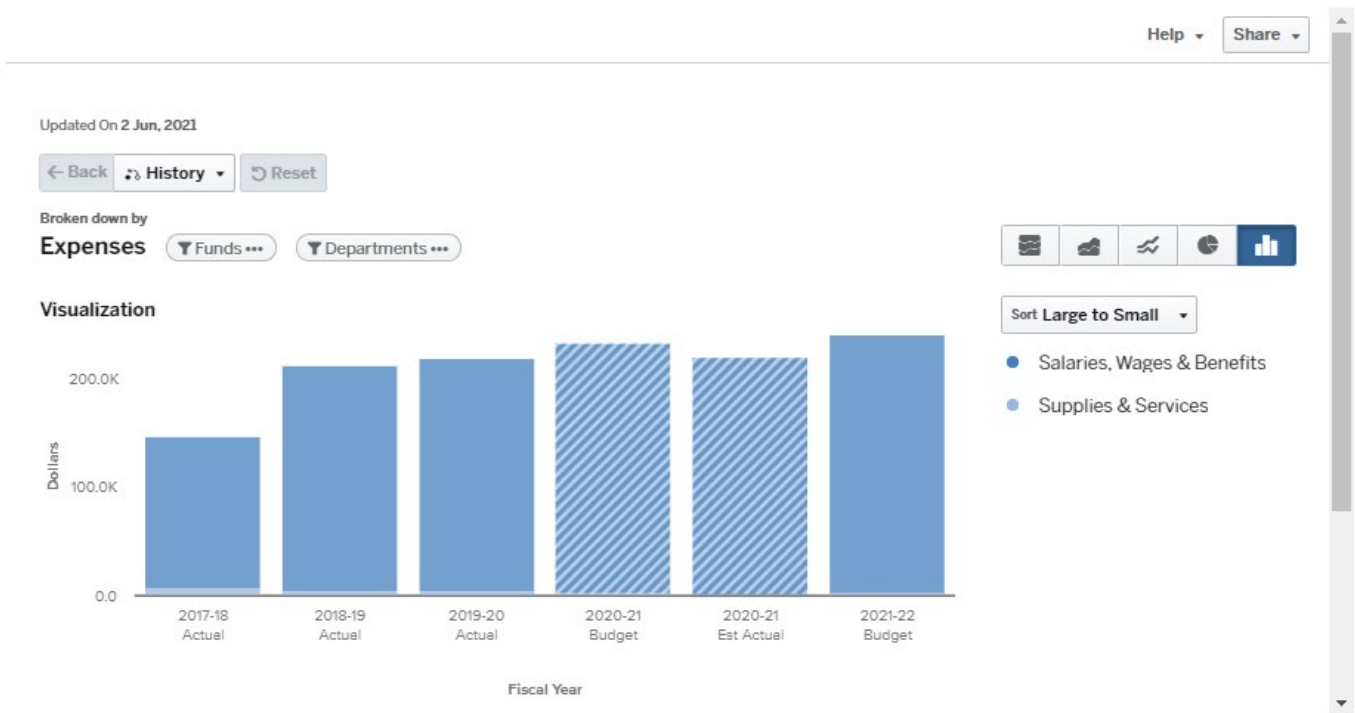 Help Share
Updated On 2 Jun, 2021
Back History Reset
Broken down by
Expenses Funds ••• Departments •••
Visualization
Sort Large to Small
Salaries, Wages & Benefits
Supplies & Services
200.0K
100.0K
0.0
Dollars
2017-18 2018-19 2019-20 2020-21 2020-21 2021-22
Actual Actual Actual Budget Est Actual Budget
Fiscal Year